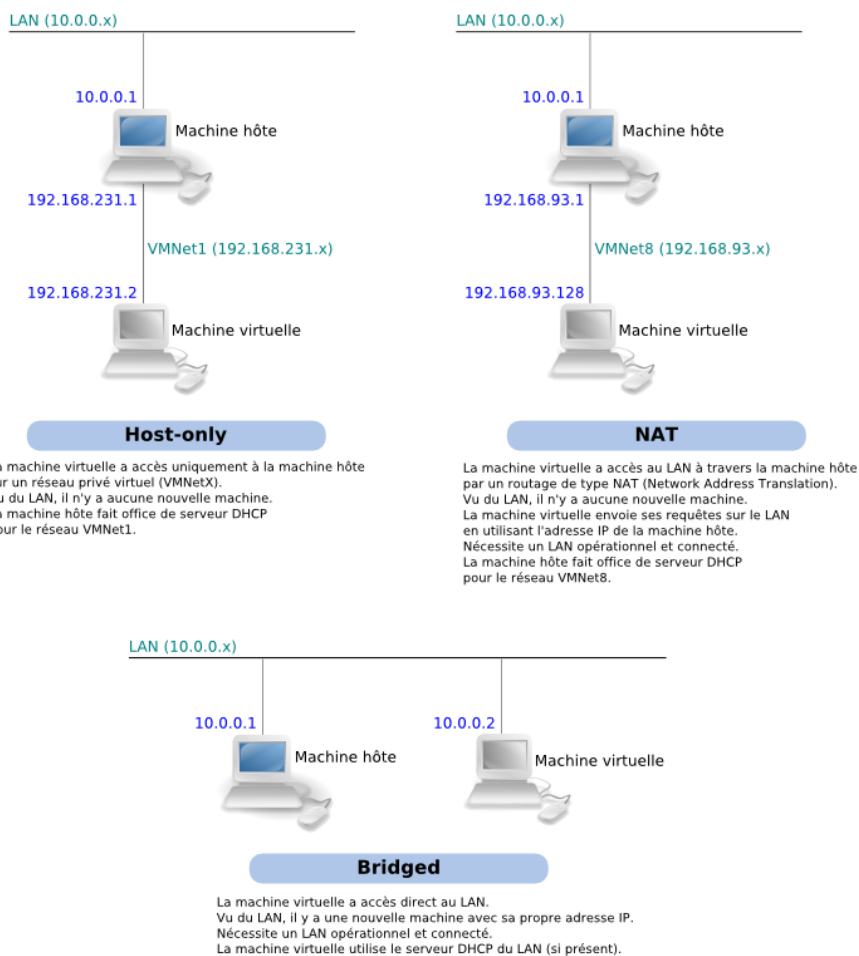 LAN (10.0.0.x)
10.0.0.1
Machine hôte
192.168.231.1
VMNet1 (192.168.231.x)
192.168.231.2
Machine virtuelle
Host-only
machine virtuelle a accès uniquement à la machine hôte
un réseau privé virtuel (VMNetX).
du LAN, il n'y a aucune nouvelle machine.
machine hôte fait office de serveur DHCP
le réseau VMNet1.
LAN (10.0.0.x)
10.0.0.1
Machine hôte
192.168.93.1
VMNet8 (192.168.93.x)
192.168.93.128
Machine virtuelle
NAT
La machine virtuelle a accès au LAN à travers la machine hôte
par un routage de type NAT (Network Address Translation).
Vu du LAN, il n'y a aucune nouvelle machine.
La machine virtuelle envoie ses requêtes sur le LAN
en utilisant l'adresse IP de la machine hôte.
Nécessite un LAN opérationnel et connecté.
La machine hôte fait office de serveur DHCP
pour le réseau VMNet8.
LAN (10.0.0.x)
10.0.0.1
Machine hôte
10.0.0.2
Machine virtuelle
Bridged
La machine virtuelle a accès direct au LAN.
Vu du LAN, il y a une nouvelle machine avec sa propre adresse IP.
Nécessite un LAN opérationnel et connecté.
La machine virtuelle utilise le serveur DHCP du LAN (si présent).